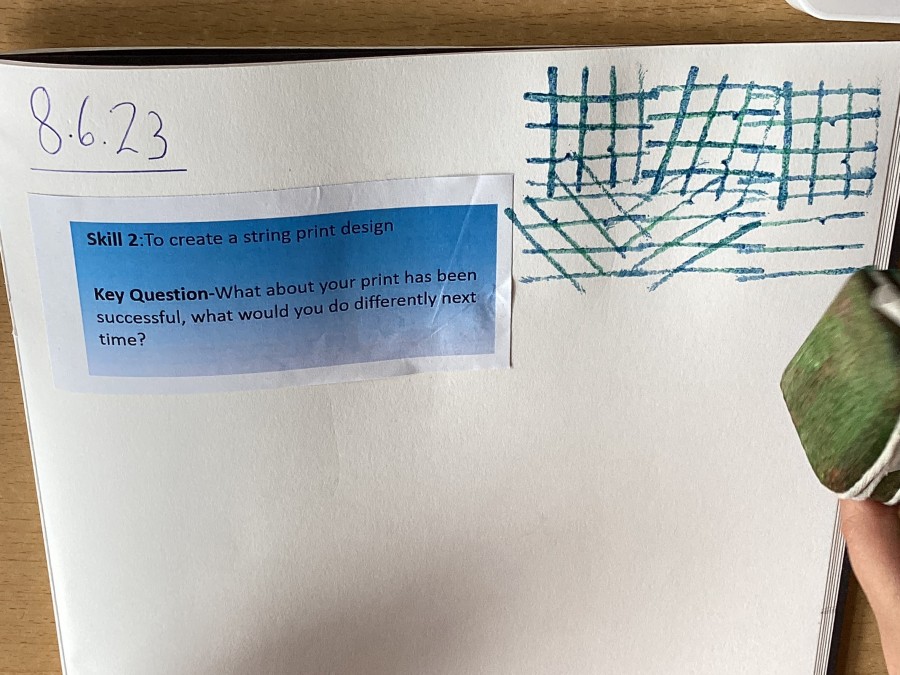 8.6.23
Skill 2:To create a string print design
Key Question-What about your print has been
successful, what would you do differently next
time?